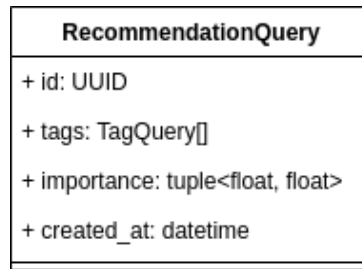 RecommendationQuery
+ id: UUID
+ tags: TagQuery[]
+ importance: tuple<float, float>
+ created_at: datetime